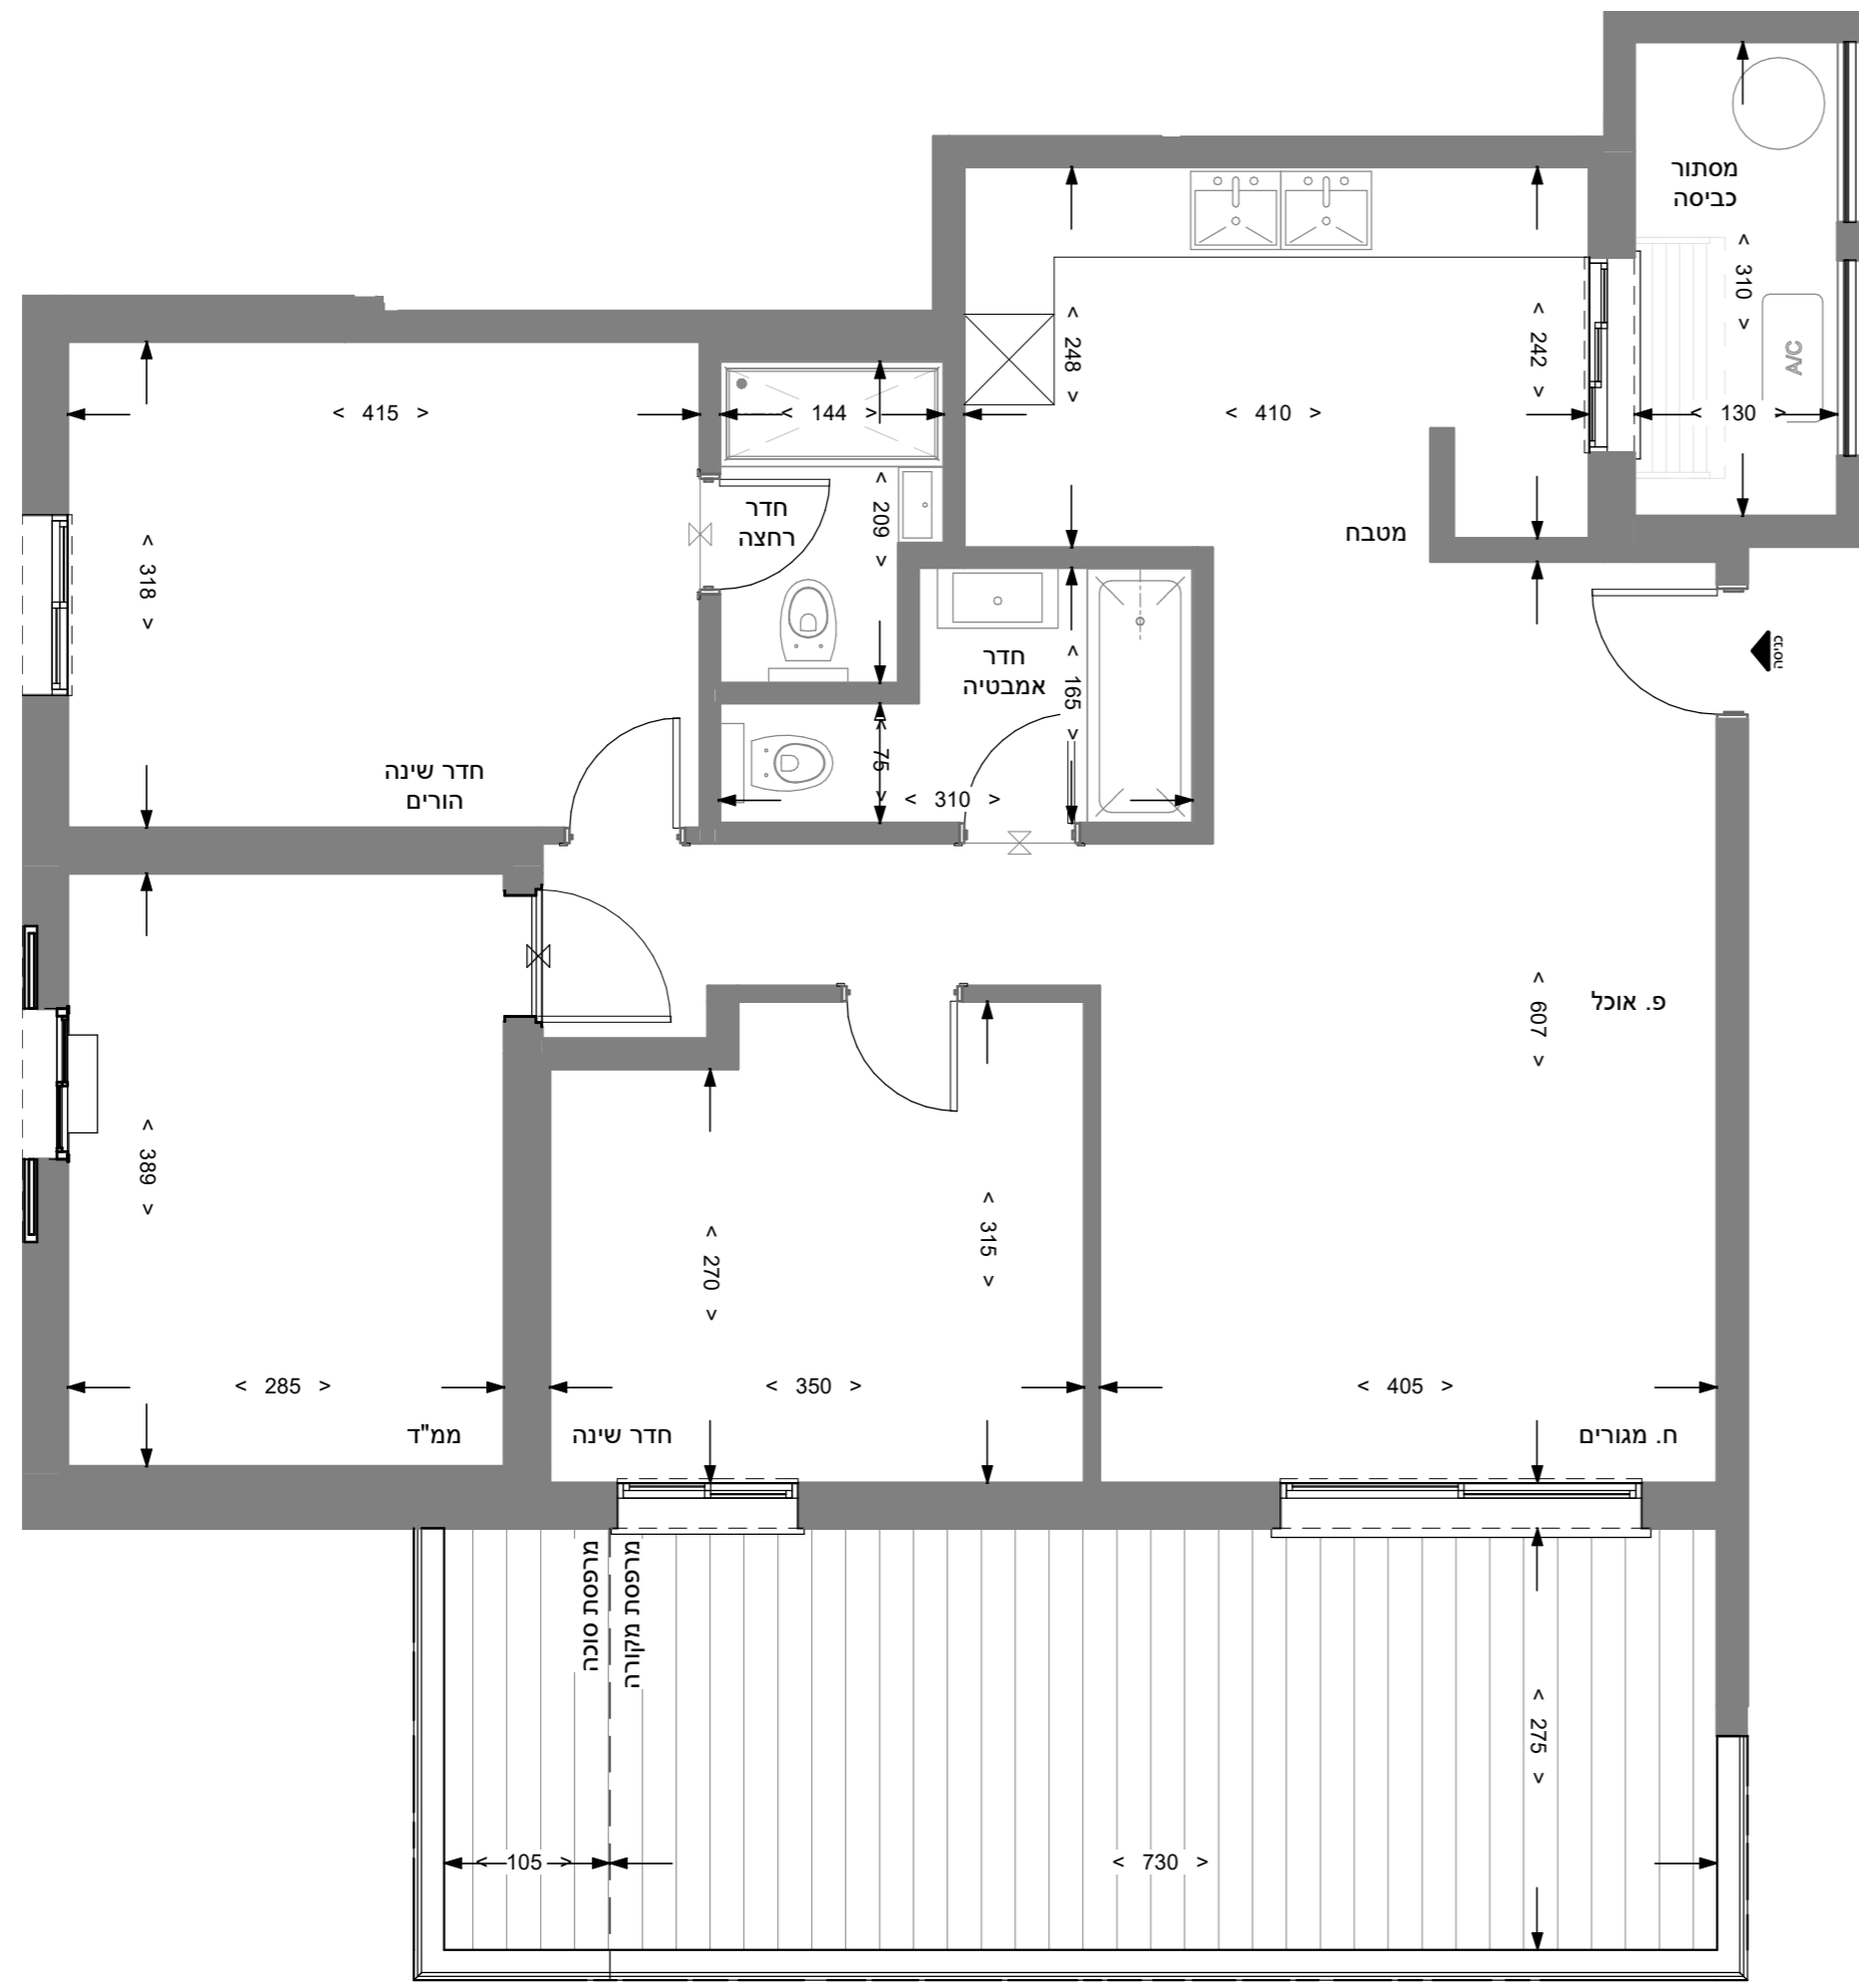 מסתור
כביסה
< 310 >
A/C
< 248 >
< 242 >
< 415 >
< 144 >
< 410 >
< 130 >
< 209 >
חדר
רחצה
מטבח
< 318 >
כניסה
חדר
אמבטיה
< 165 >
< 75 >
חדר שינה
הורים
< 310 >
< 607 >
פ. אוכל
< 389 >
< 270 >
< 315 >
< 285 >
< 350 >
< 405 >
ממ"ד
חדר שינה
ח. מגורים
מרפסת סוכה
מרפסת מקורה
< 275 >
< 105 >
< 730 >